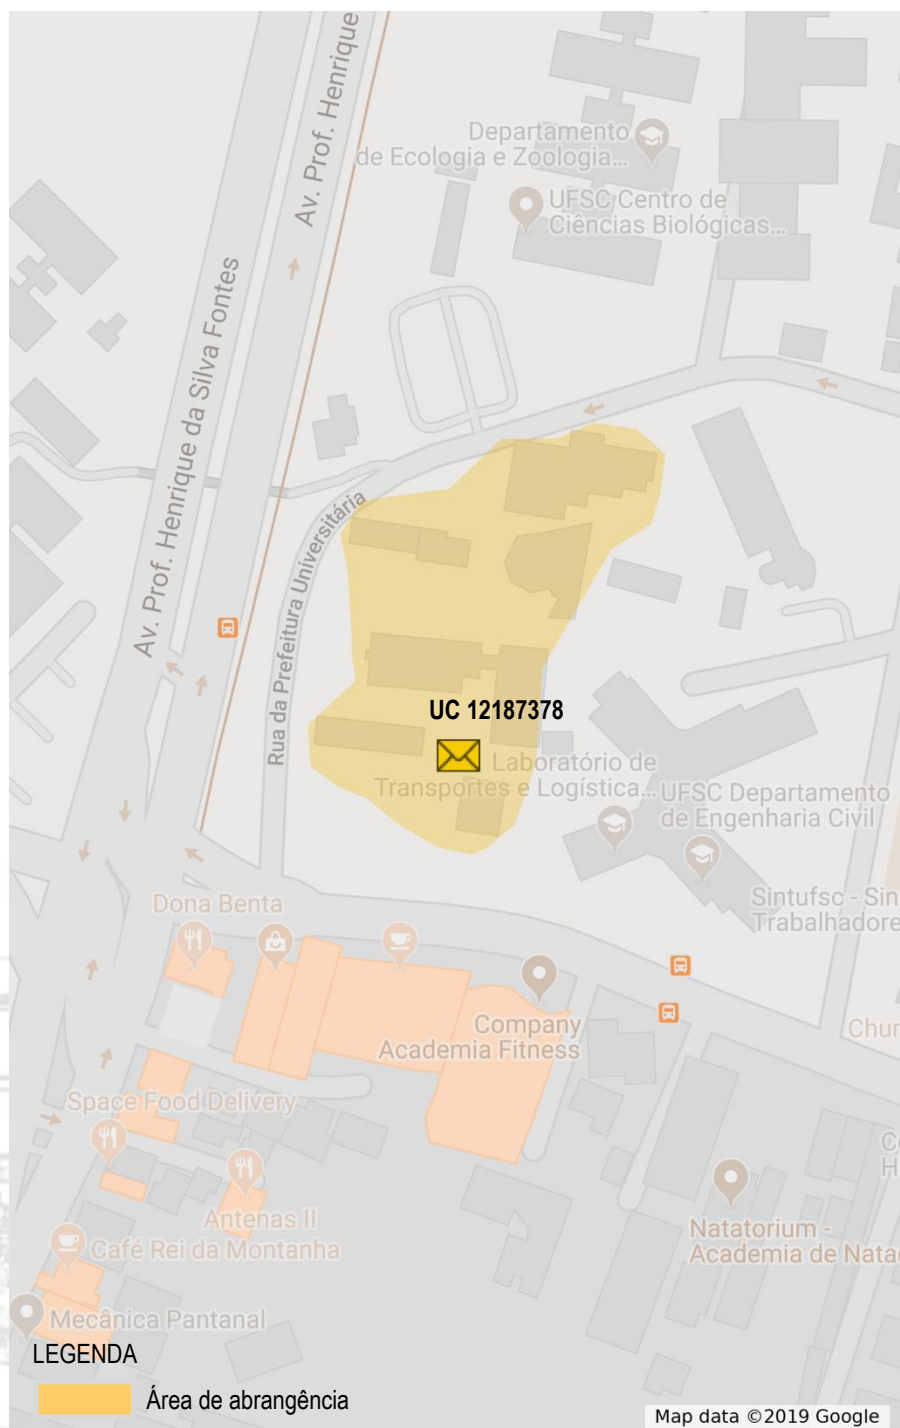 Av. Prof. Henrique
Departamento
de Ecologia e Zoologia...
UFSC Centro de
Ciências Biológicas...
Av. Prof. Henrique da Silva Fontes
Rua da Prefeitura Universitária
UC 12187378
Laboratório de
Transportes e Logística...
UFSC Departamento
de Engenharia Civil
Sintufsc - Sin
Trabalhadore
Dona Benta
Company
Academia Fitness
Chur
Space Food Delivery
Co
H
Antenas II
Café Rei da Montanha
Natatorium -
Academia de Nata
Mecânica Pantanal
LEGENDA
Área de abrangência
Map data ©2019 Google